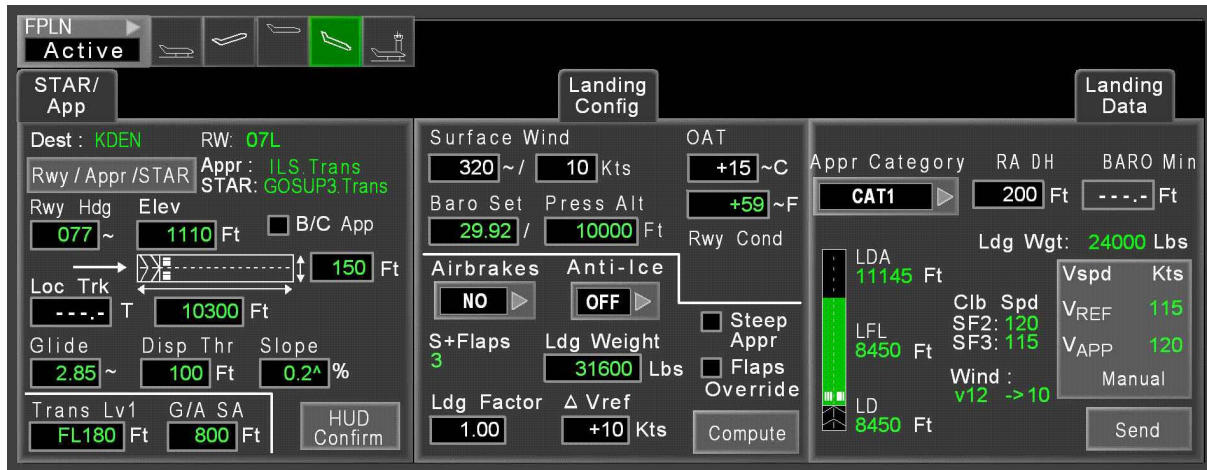 FPLN
Active
STAR/
App
Dest : KDEN RW: 07L
Rwy / Appr /STAR
Appr : ILS.Trans
STAR: GOSUP3.Trans
Rwy Hdg Elev
077 ~ 1110 Ft B/C App
150 Ft
Loc Trk
---.- T 10300 Ft
Glide Disp Thr Slope
2.85 ~ 100 Ft 0.2^ %
Trans Lv1 G/A SA
FL180 Ft 800 Ft
HUD
Confirm
Landing
Config
Surface Wind OAT
320 ~ / 10 Kts +15 ~C
Baro Set Press Alt +59 ~F
29.92 / 10000 Ft Rwy Cond
Airbrakes Anti-Ice
NO OFF
Steep
Appr
S+Flaps Ldg Weight
3 31600 Lbs
Flaps
Override
Ldg Factor Δ Vref
1.00 +10 Kts
Compute
Landing
Data
Appr Category RA DH BARO Min
CAT1 200 Ft ---.- Ft
Ldg Wgt: 24000 Lbs
LDA
11145 Ft
LFL
8450 Ft
LD
8450 Ft
Clb Spd
SF2: 120
SF3: 115
Wind :
v12 ->10
Vspd Kts
VREF 115
VAPP 120
Manual
Send